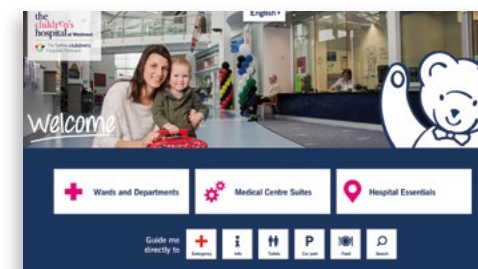 the
children's
hospital at Westmead
The Sydney children's
Hospitals Network
English
Welcome
Wards and Departments
Medical Centre Suites
Hospital Essentials
Guide me
directly to
Emergency
i
Info
Toilets
P
Car park
Food
Search